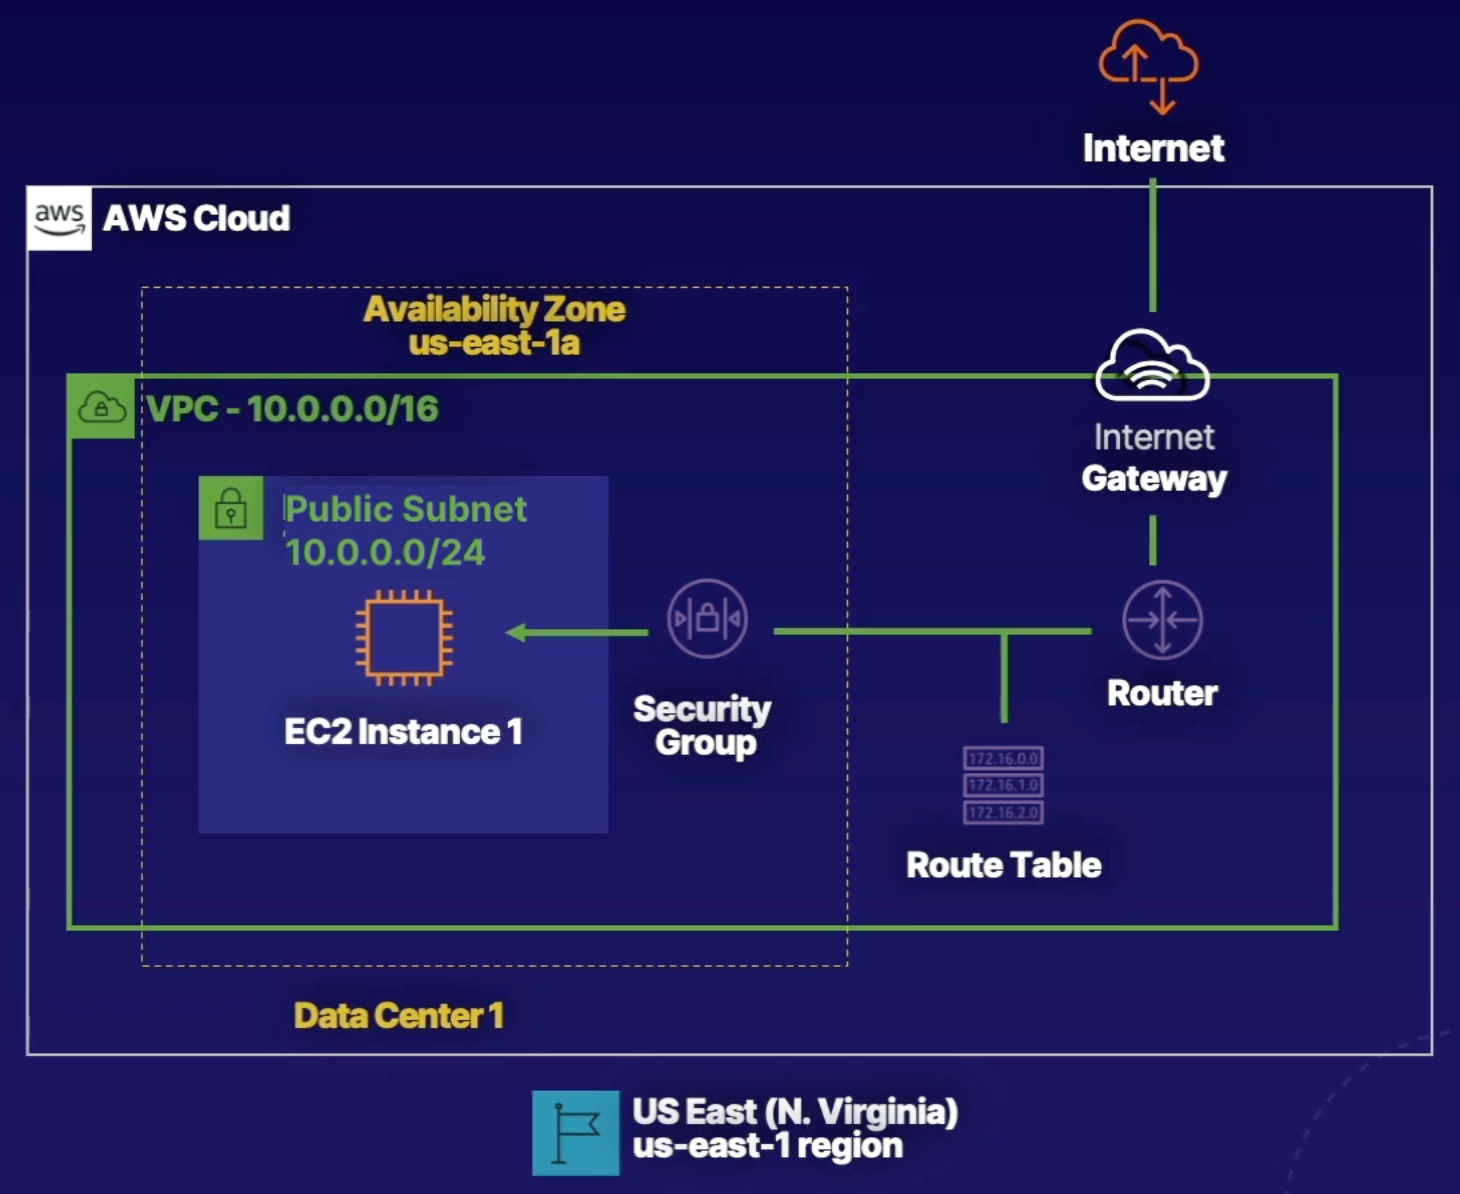 Internet
aws
AWS Cloud
Availability Zone
us-east-1a
VPC - 10.0.0.0/16
Internet
Gateway
Public Subnet
10.0.0.0/24
EC2 Instance 1
Security
Group
Router
172.16.0.0
172.16.1.0
172.16.2.0
Route Table
Data Center 1
US East (N. Virginia)
us-east-1 region